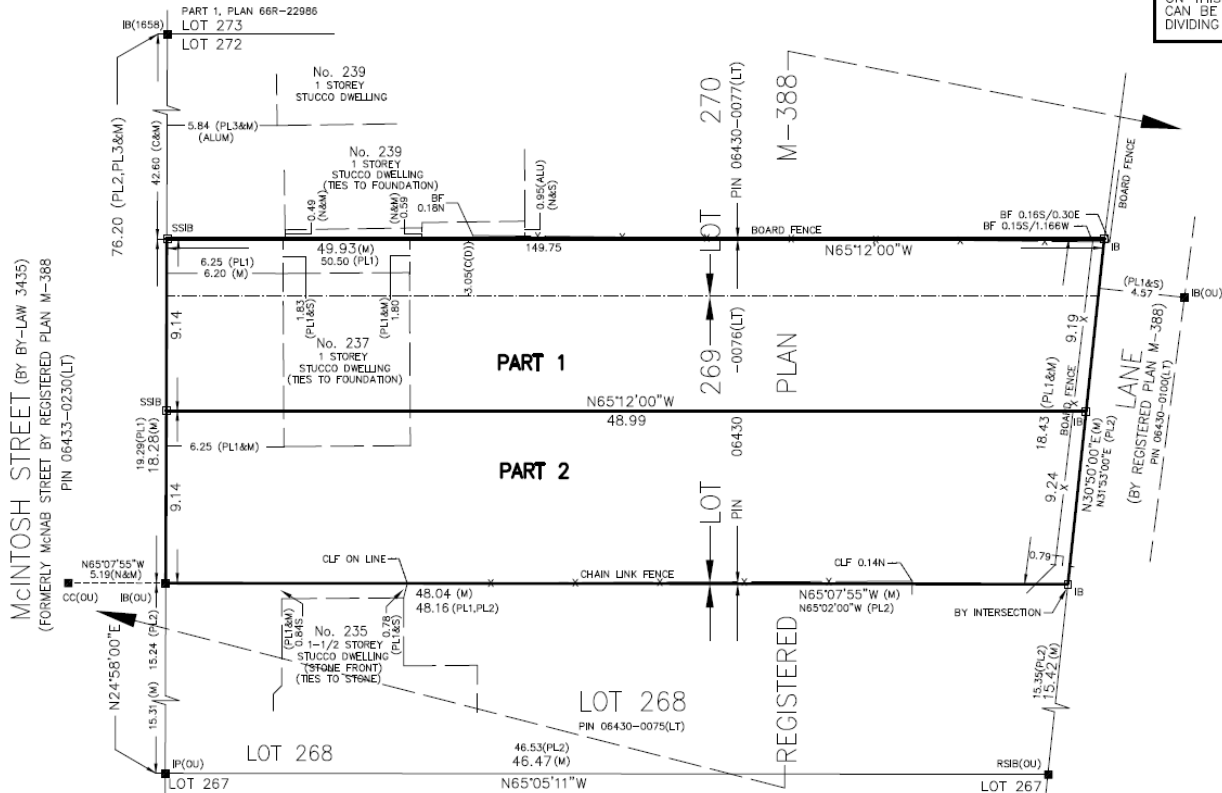 ON THIS
CAN BE
DIVIDING
PART 1, PLAN 66R-22986
IB(1658)
LOT 273
LOT 272
No. 239
1 STOREY
STUCCO DWELLING
5.84 (PL3&M)
(ALUM)
76.20 (PL2,PL3&M)
42.60 (C&M)
No. 239
1 STOREY
STUCCO DWELLING
(TIES TO FOUNDATION)
0.49
(N&M)
(N&M)
0.59
BF
0.18N
0.95(ALU)
(N&S)
LOT 270
PIN 06430-0077(LT)
M-388
BOARD FENCE
BF 0.16S/0.30E
BF 0.15S/1.166W
IB
SSIB
49.93(M)
50.50 (PL1)
149.75
BOARD FENCE
N65°12'00"W
6.25 (PL1)
6.20 (M)
3.05(C(D))
1.83
(PL1&S)
(PL1&M)
1.80
(PL1&S)
4.57
IB(OU)
9.14
No. 237
1 STOREY
STUCCO DWELLING
(TIES TO FOUNDATION)
PART 1
269
-0076(LT)
PLAN
9.19
BOARD FENCE
18.43 (PL1&M)
LANE
(BY REGISTERED PLAN M-388)
PIN 06430-0100(LT)
McINTOSH STREET (BY BY-LAW 3435)
(FORMERLY McNAB STREET BY REGISTERED PLAN M-388
PIN 06433-0230(LT)
SSIB
N65°12'00"W
48.99
IB
19.29(PL1)
18.28(M)
6.25 (PL1&M)
PART 2
06430
LOT
PIN
9.14
9.24
N30°50'00"E(M)
N31°53'00"E (PL2)
CLF ON LINE
CHAIN LINK FENCE
CLF 0.14N
0.79
N65°07'55"W
5.19(N&M)
CC(OU)
IB(OU)
48.04 (M)
48.16 (PL1,PL2)
N65°07'55"W (M)
N65°02'00"W (PL2)
BY INTERSECTION
IB
(PL1&M)
0.84S
0.78
(PL1&S)
No. 235
1-1/2 STOREY
STUCCO DWELLING
(STONE FRONT)
(TIES TO STONE)
N24°58'00"E
15.24 (PL2)
15.31 (M)
REGISTERED
15.35(PL2)
15.42 (M)
LOT 268
PIN 06430-0075(LT)
LOT 268
46.53(PL2)
46.47 (M)
IP(OU)
RSIB(OU)
LOT 267
N65°05'11"W
LOT 267